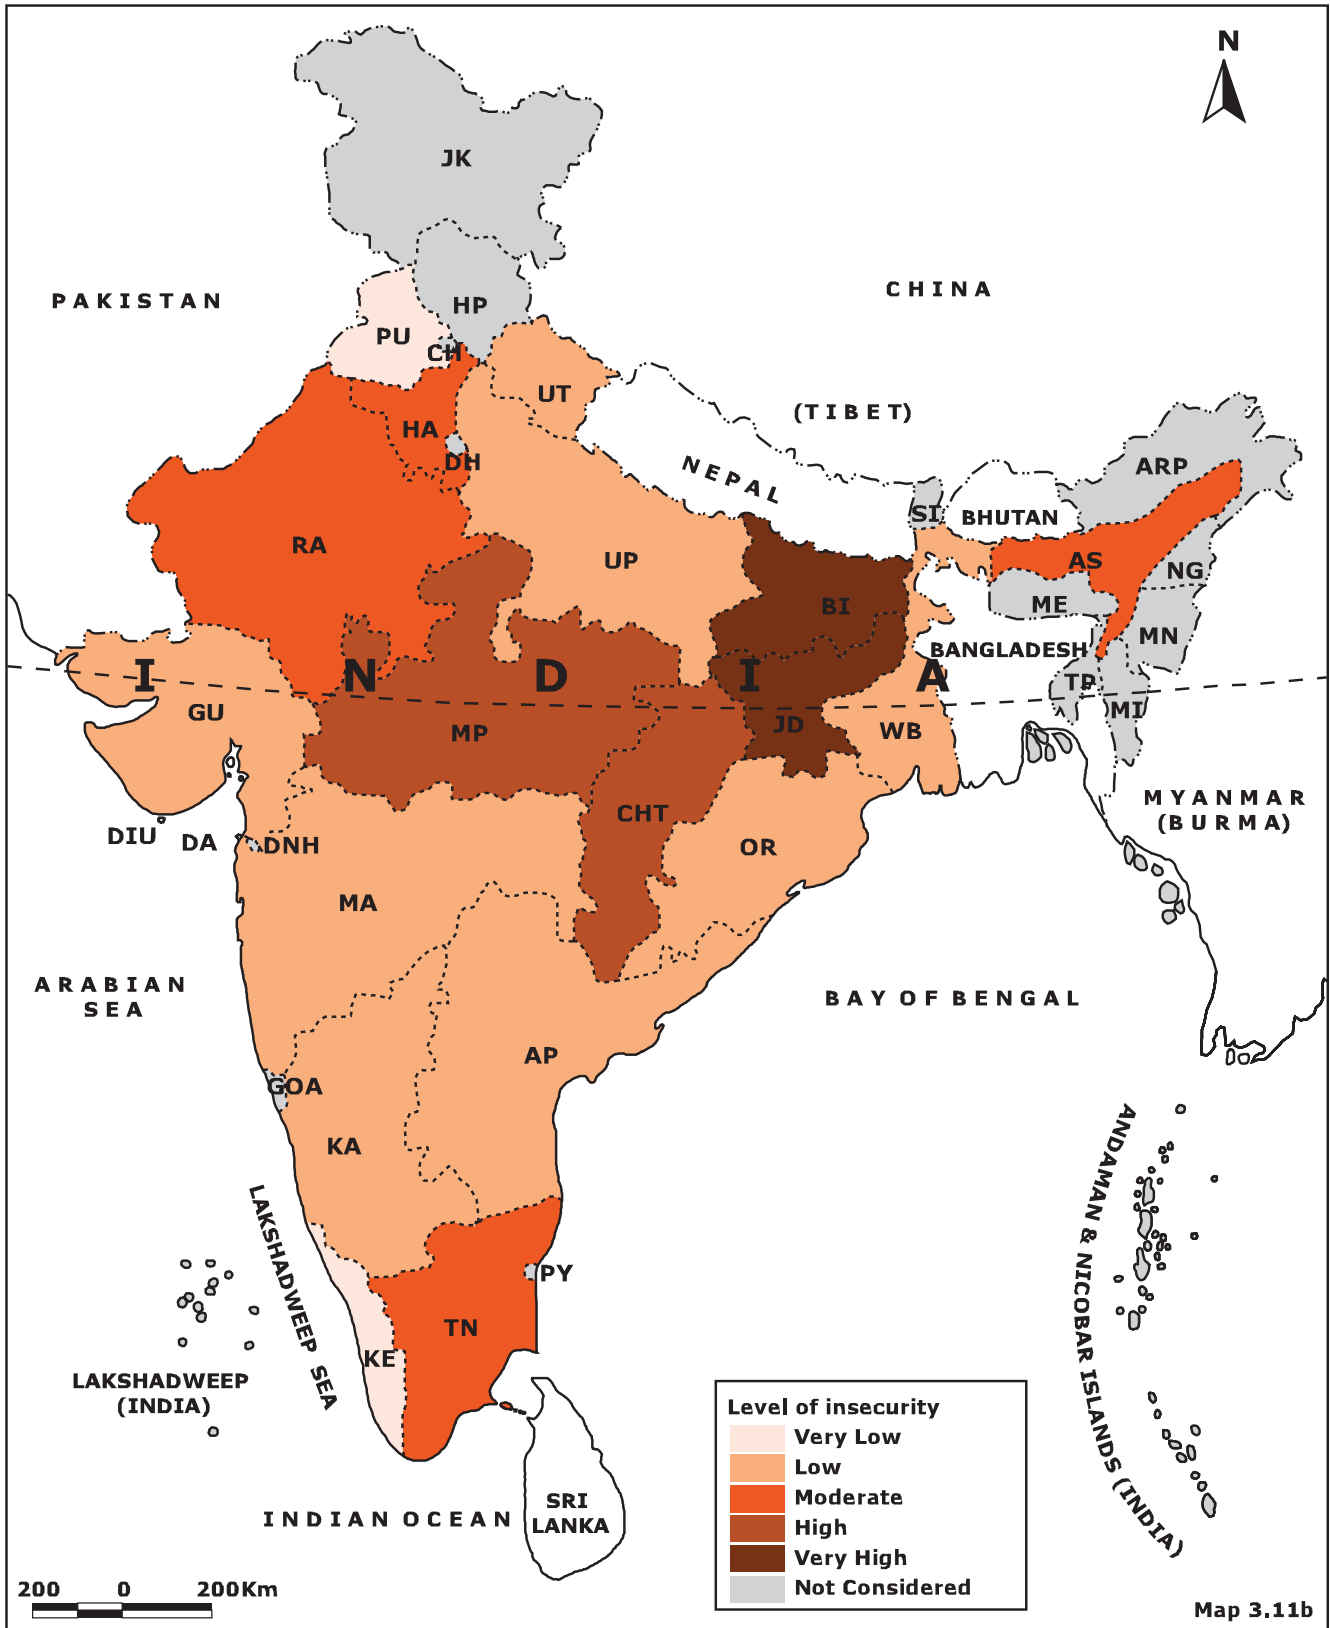 N
JK
PAKISTAN
CHINA
HP
PU
CH
UT
(TIBET)
HA
DH
NEPAL
ARP
SI
BHUTAN
RA
UP
AS
NG
BI
ME
MN
BANGLADESH
I N D I A
TP
MI
GU
MP
JD
WB
MYANMAR
(BURMA)
CHT
DIU
DA
DNH
OR
MA
ARABIAN
SEA
BAY OF BENGAL
AP
GOA
KA
ANDAMAN & NICOBAR ISLANDS (INDIA)
LAKSHADWEEP SEA
PY
TN
KE
LAKSHADWEEP
(INDIA)
Level of insecurity
Very Low
Low
Moderate
High
Very High
Not Considered
INDIAN OCEAN
SRI
LANKA
200 0 200Km
Map 3.11b